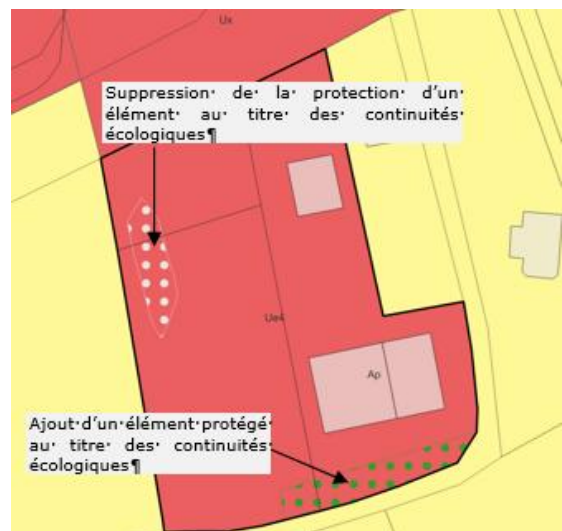 Ux
Suppression· de· la· protection· d’un·
élément· au· titre· des· continuités·
écologiques¶
Ue4
Ap
Ajout·d’un·élément·protégé·
au· titre· des· continuités·
écologiques¶